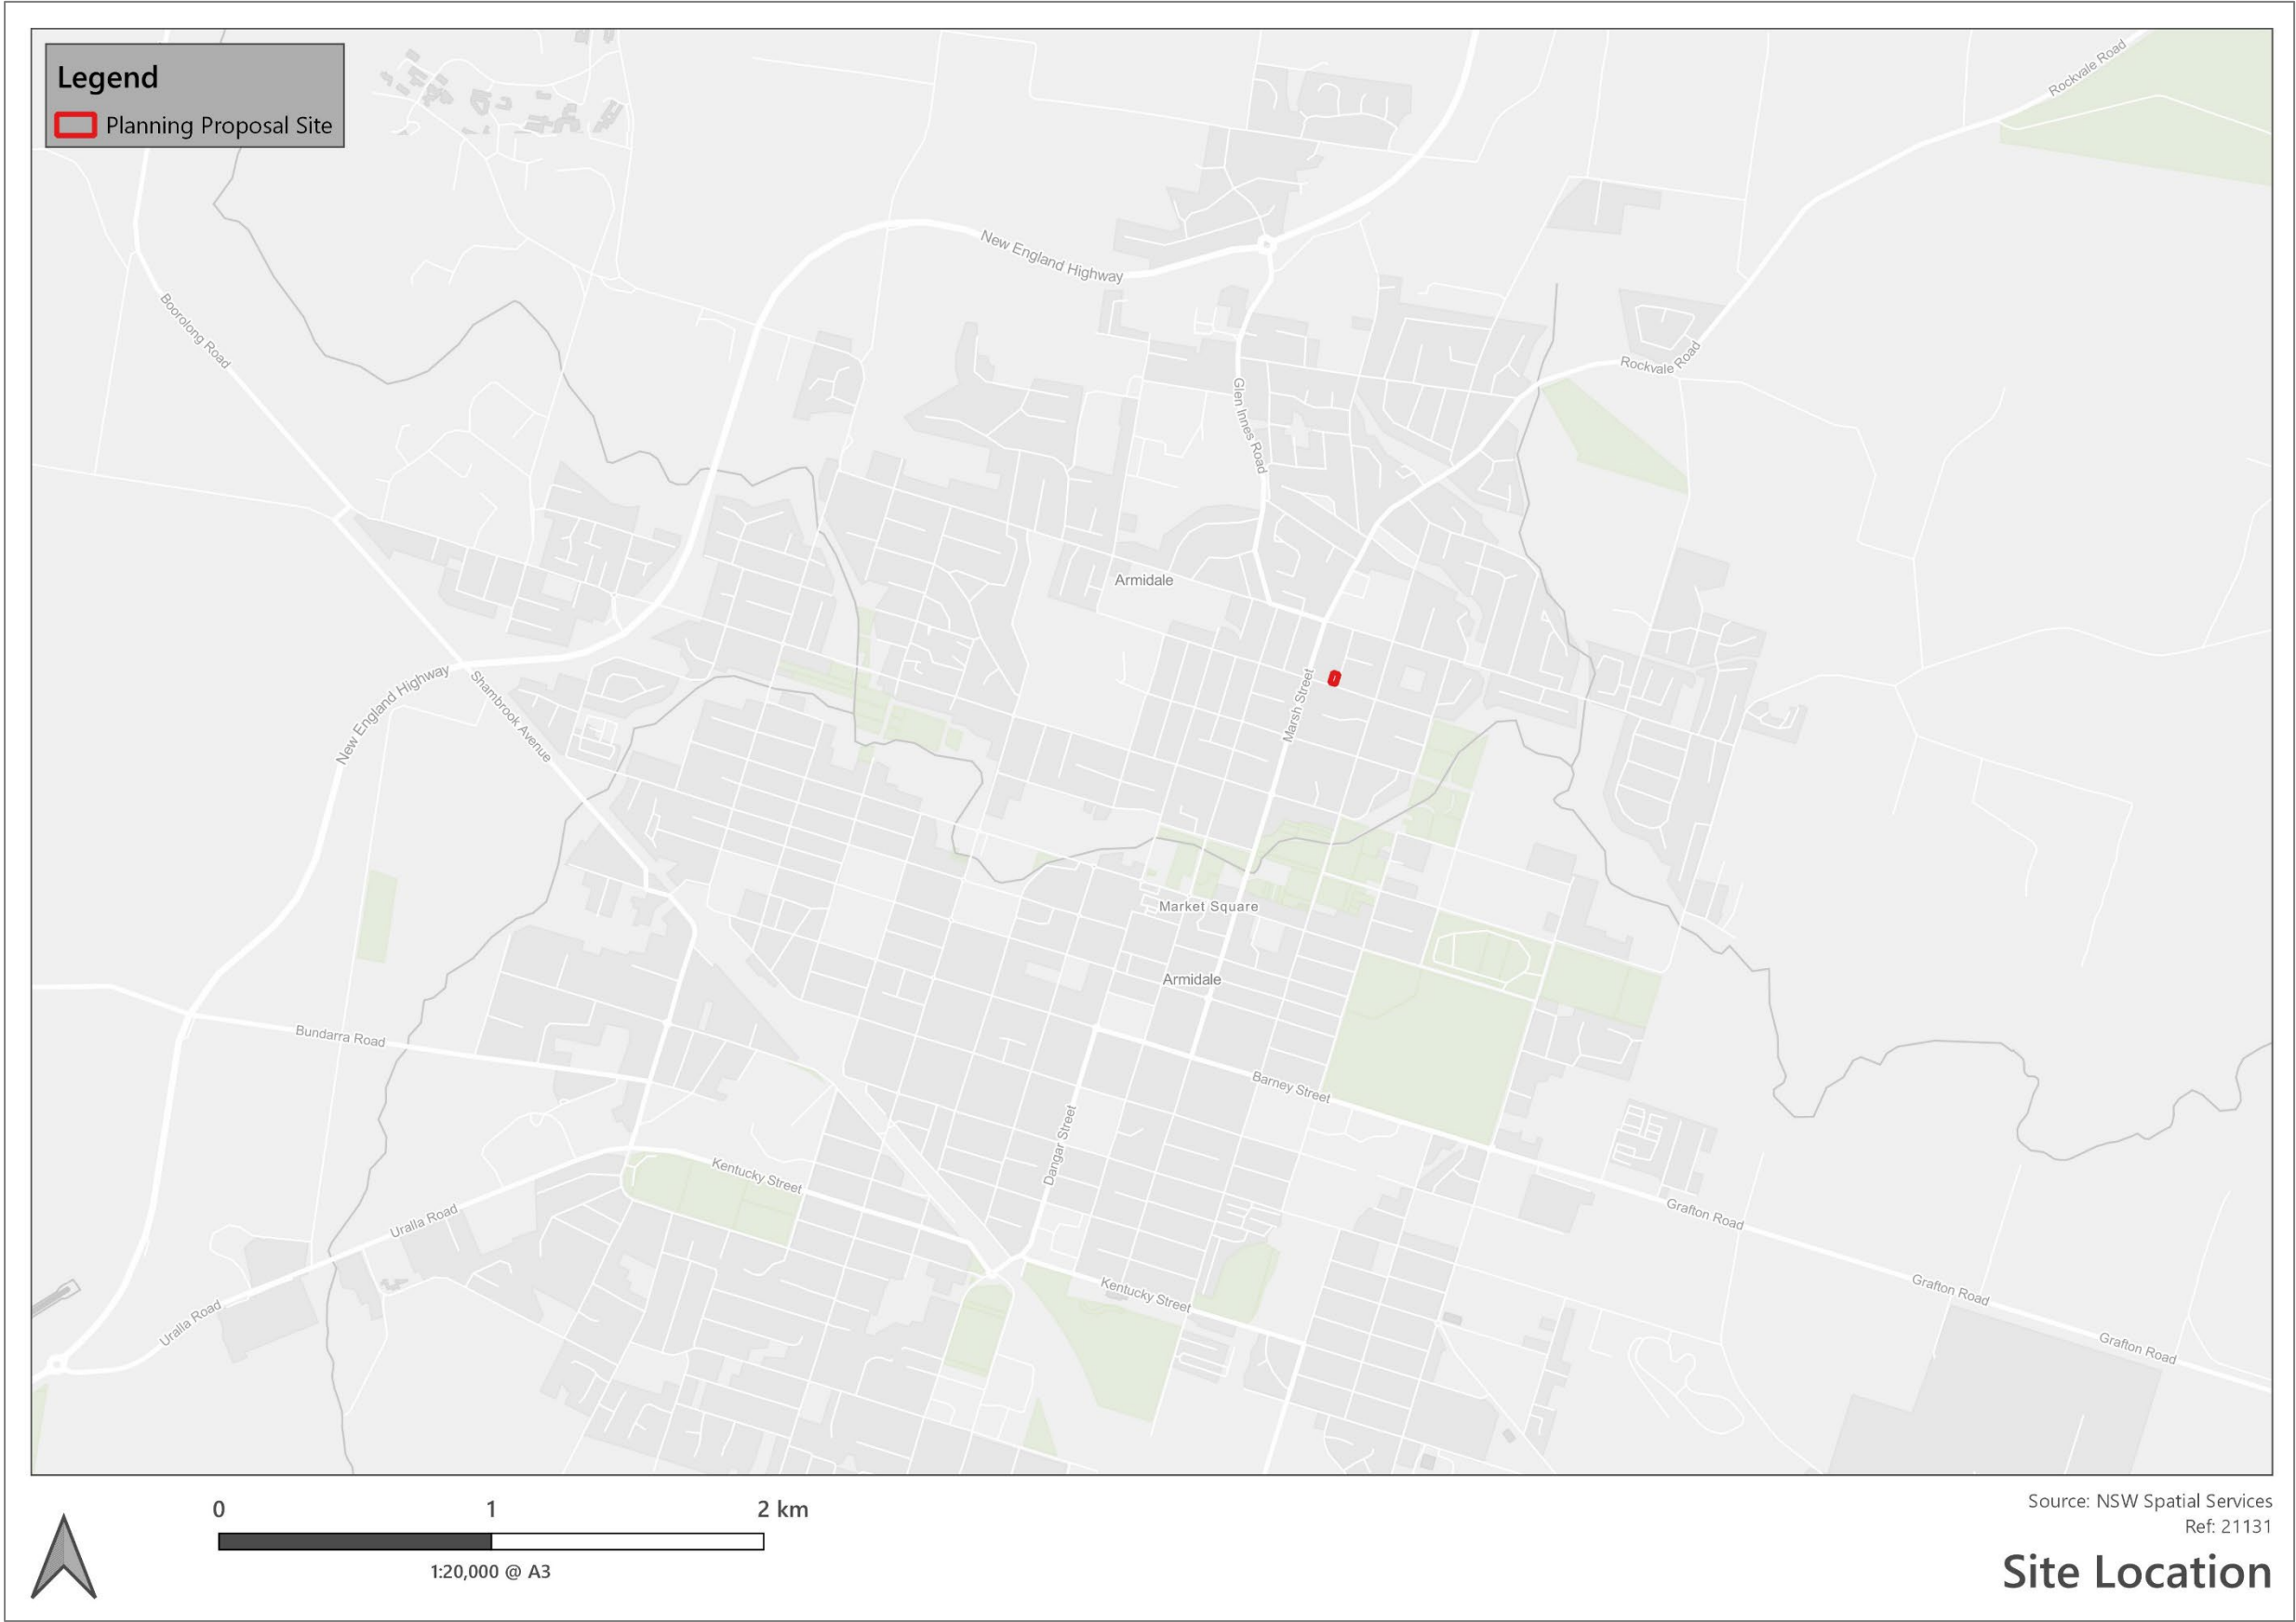 Legend
Planning Proposal Site
Rockvale Road
New England Highway
Boorolong Road
Rockvale Road
Glen Innes Road
Armidale
Marsh Street
New England Highway
Shambrook Avenue
Market Square
Armidale
Bundarra Road
Barney Street
Dangar Street
Kentucky Street
Uralla Road
Grafton Road
Kentucky Street
Grafton Road
Uralla Road
Grafton Road
0 1 2 km
1:20,000 @ A3
Source: NSW Spatial Services
Ref: 21131
Site Location